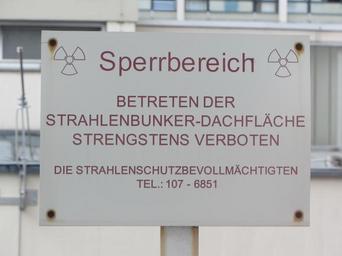 Sperrbereich
BETRETEN DER
STRAHLENBUNKER-DACHFLÄCHE
STRENGSTENS VERBOTEN
DIE STRAHLENSCHUTZBEVOLLMÄCHTIGTEN
TEL.: 107 - 6851